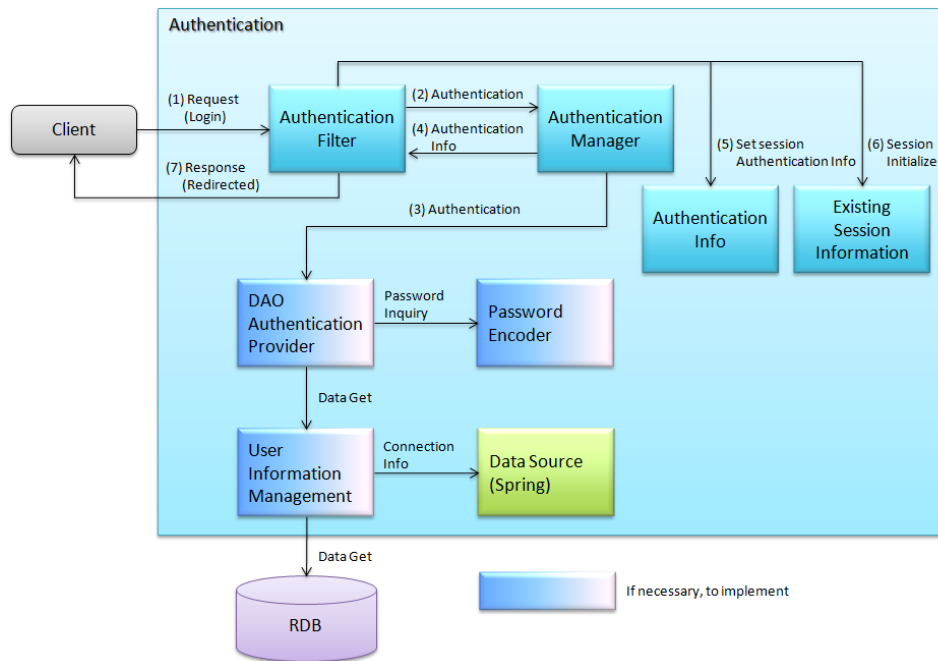 Authentication
(1) Request
(Login)
Client
Authentication
Filter
(2) Authentication
(4) Authentication
Info
Authentication
Manager
(5) Set session
Authentication Info
(6) Session
Initialize
(7) Response
(Redirected)
(3) Authentication
Authentication
Info
Existing
Session
Information
DAO
Authentication
Provider
Password
Inquiry
Password
Encoder
Data Get
User
Information
Management
Connection
Info
Data Source
(Spring)
Data Get
RDB
If necessary, to implement